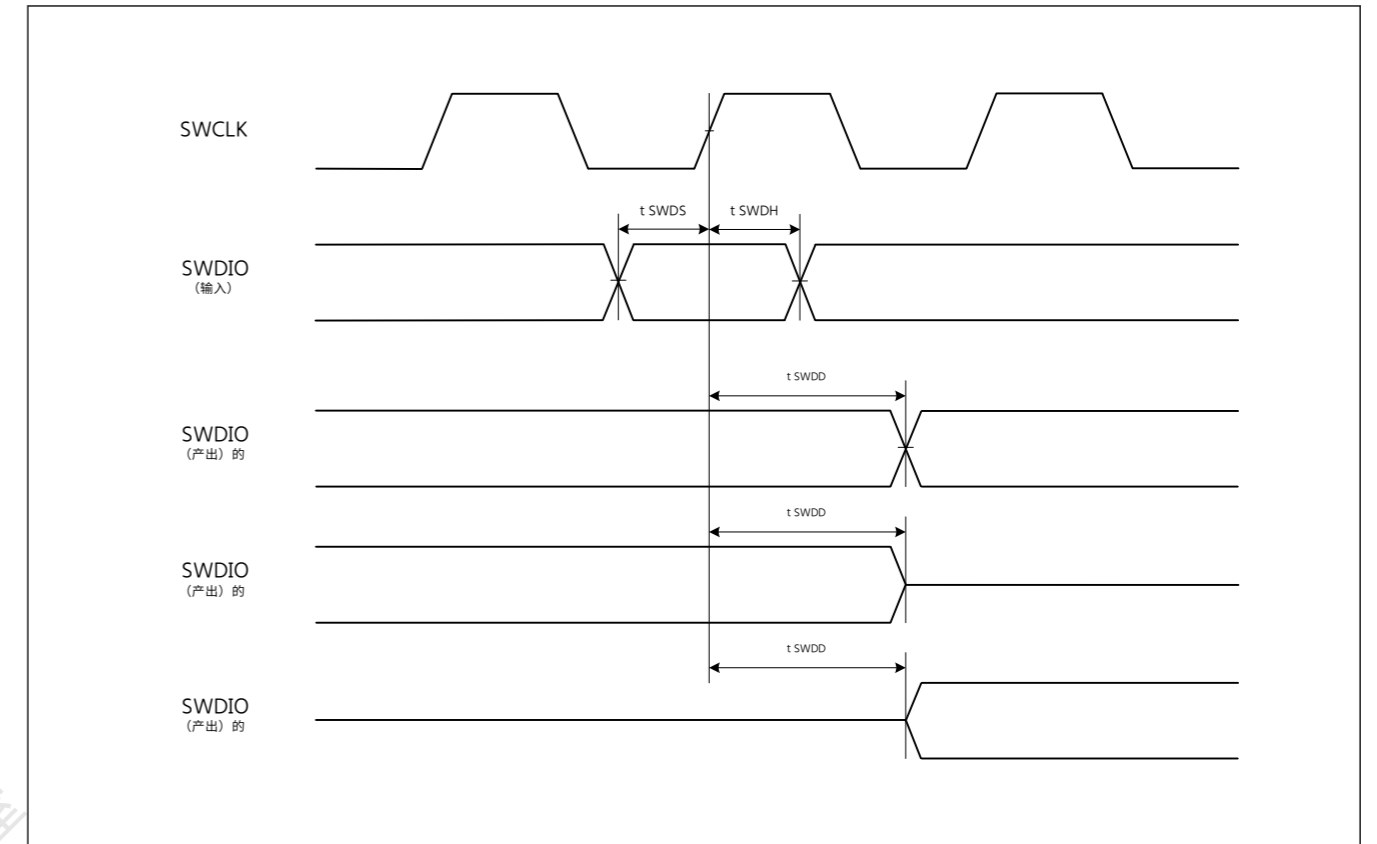 SWCLK
t SWDS t SWDH
SWDIO
（输入）
t SWDD
SWDIO
（产出）的
t SWDD
SWDIO
（产出）的
t SWDD
SWDIO
（产出）的